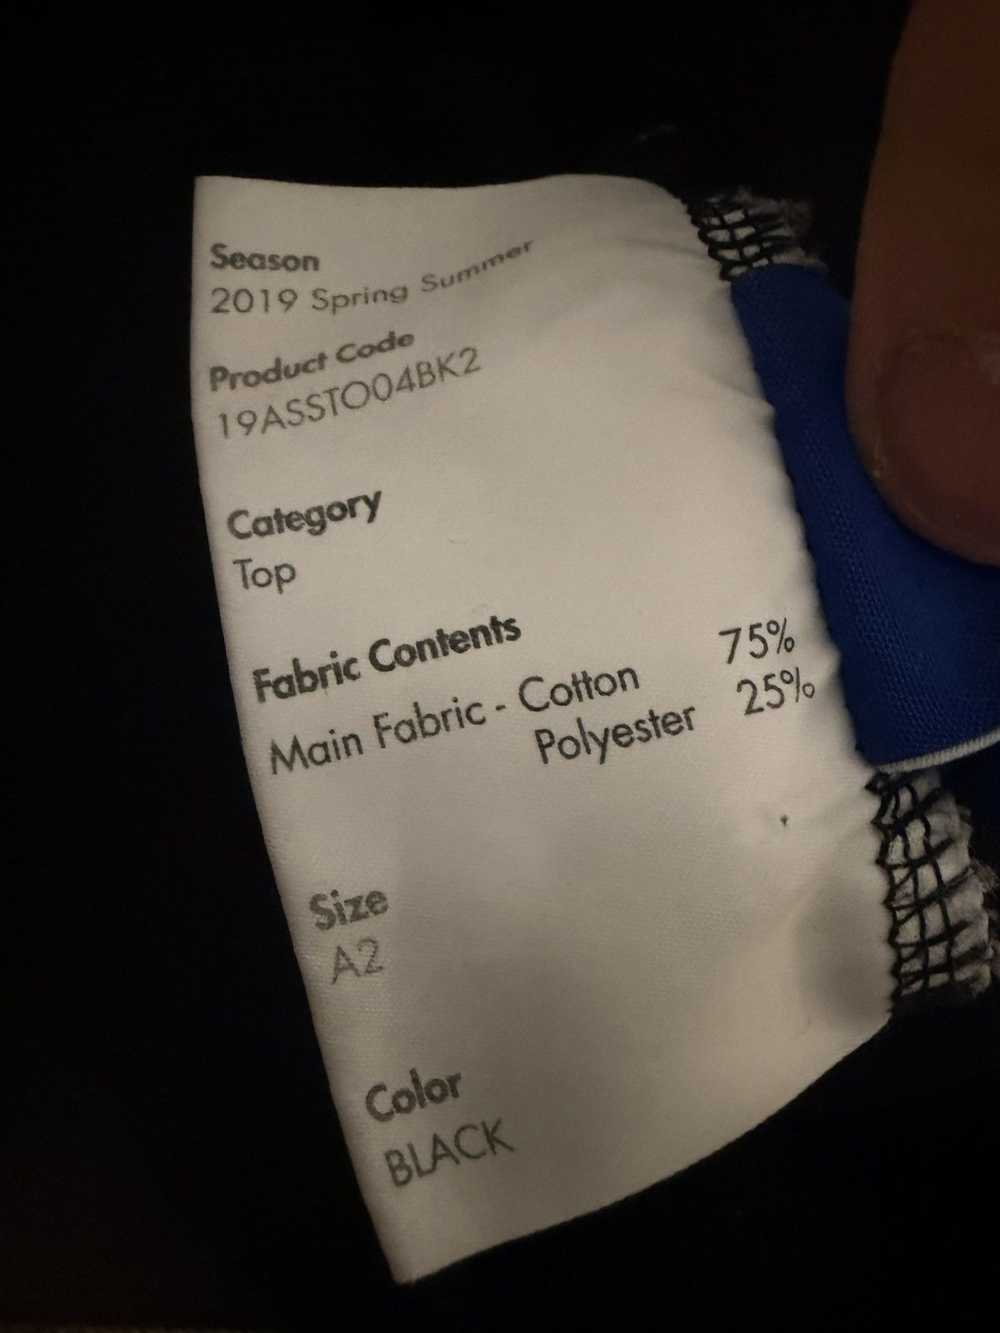 Season
2019 Spring Summer
Product Code
19ASSTO04BK2
Category
Top
Fabric Contents
Main Fabric - Cotton 75%
Polyester 25%
Size
A2
Color
BLACK